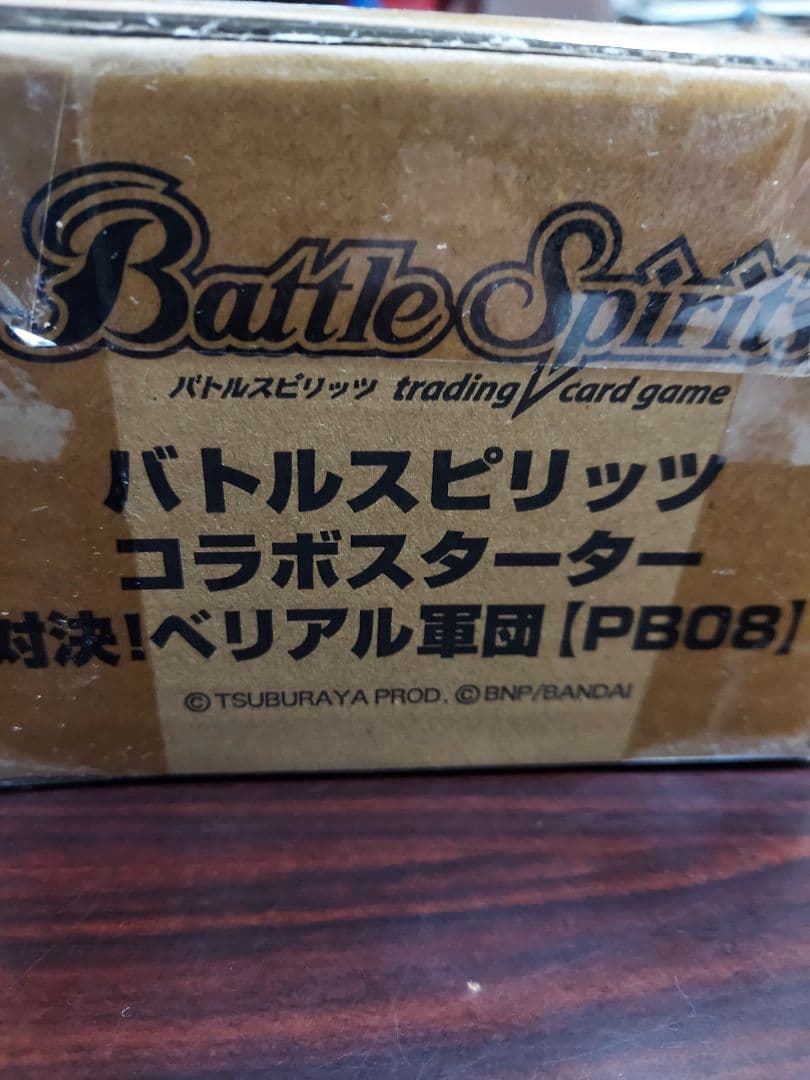 Battle Spirits
バトルスピリッツ trading card game
バトルスピリッツ
コラボスターター
対決!ベリアル軍団【PB08】
©TSUBURAYA PROD. ©BNP/BANDAI